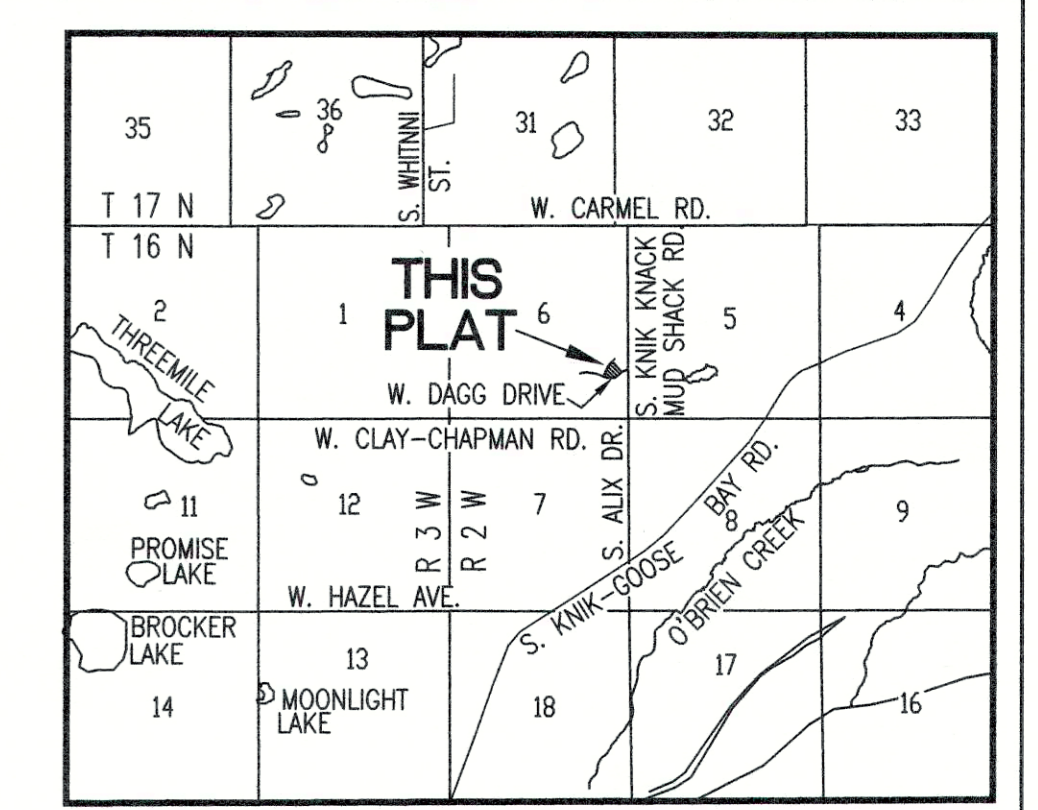 35
36
S. WHITNNI
ST.
31
32
33
T 17 N
W. CARMEL RD.
T 16 N
2
THREEMILE
LAKE
1
THIS
PLAT
6
W. DAGG DRIVE
S. KNIK KNACK
MUD SHACK RD.
5
4
W. CLAY-CHAPMAN RD.
11
PROMISE
LAKE
12
R 3 W
R 2 W
7
S. ALIX DR.
S. KNIK-GOOSE BAY RD.
8
O'BRIEN CREEK
9
W. HAZEL AVE.
BROCKER
LAKE
14
13
MOONLIGHT
LAKE
18
17
16